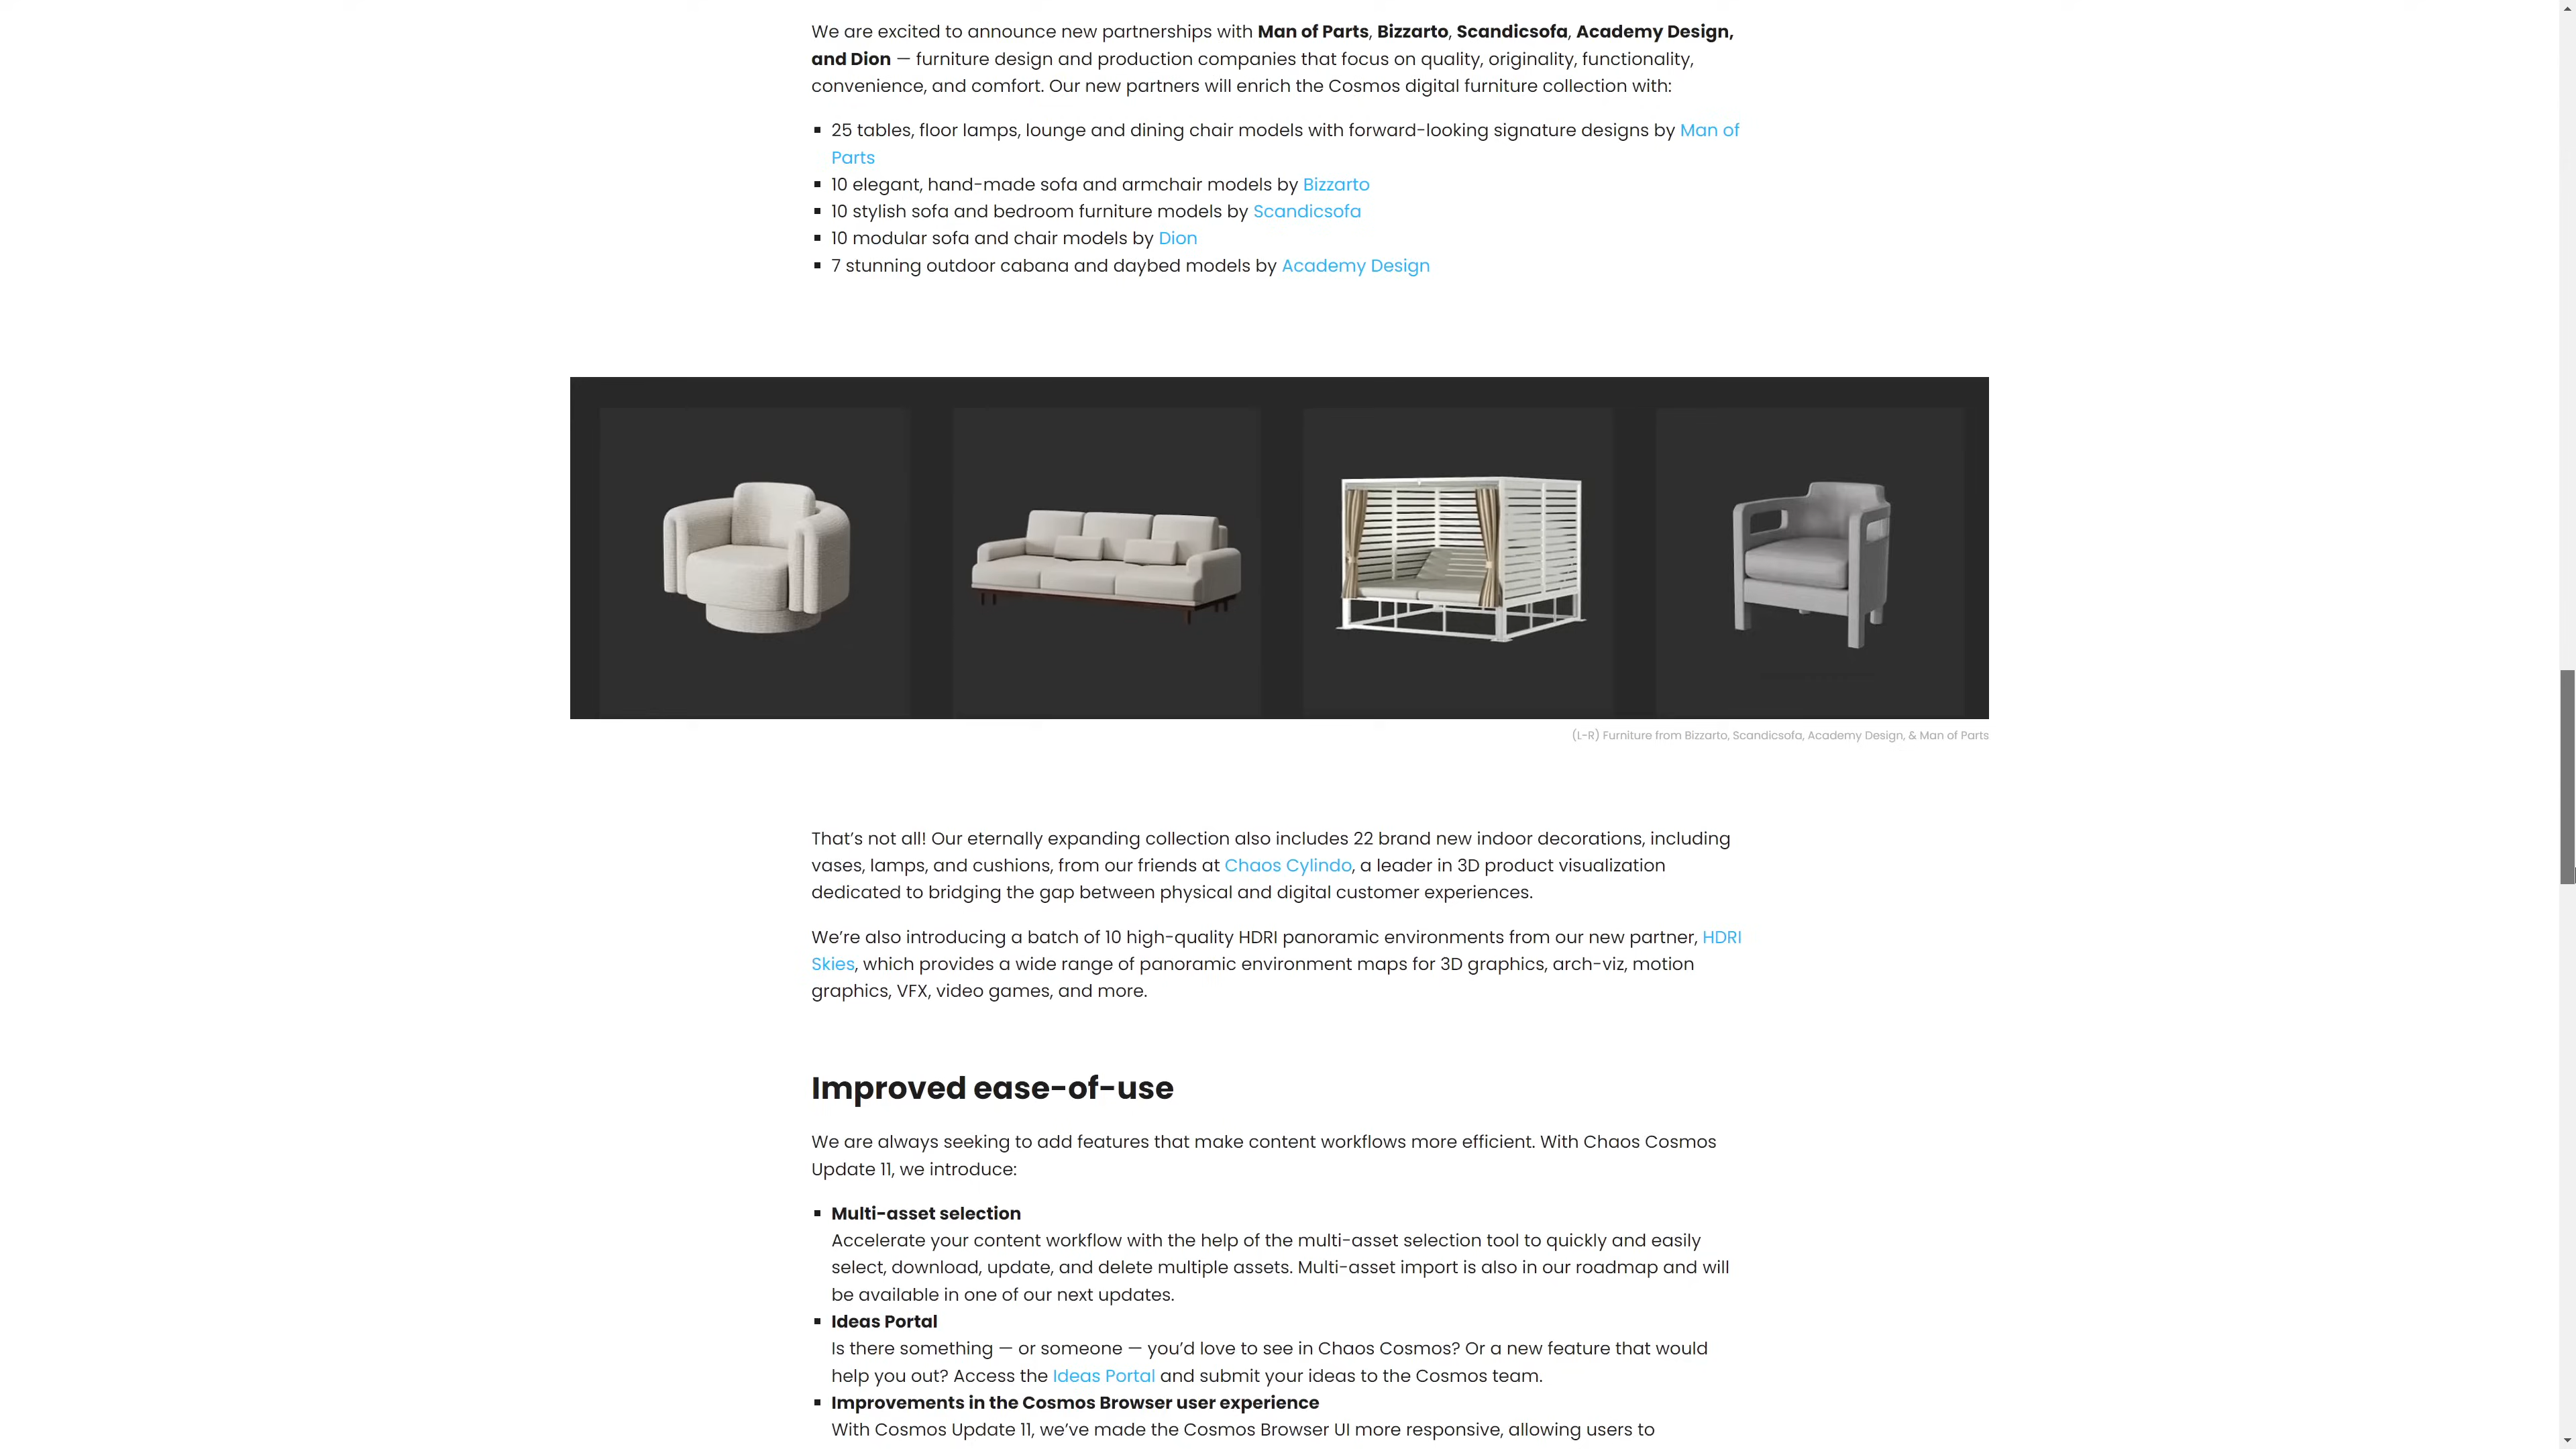 We are excited to announce new partnerships with Man of Parts, Bizzarto, Scandicsofa, Academy Design,
and Dion — furniture design and production companies that focus on quality, originality, functionality,
convenience, and comfort. Our new partners will enrich the Cosmos digital furniture collection with:
▪ 25 tables, floor lamps, lounge and dining chair models with forward-looking signature designs by Man of
Parts
▪ 10 elegant, hand-made sofa and armchair models by Bizzarto
▪ 10 stylish sofa and bedroom furniture models by Scandicsofa
▪ 10 modular sofa and chair models by Dion
▪ 7 stunning outdoor cabana and daybed models by Academy Design
(L-R) Furniture from Bizzarto, Scandicsofa, Academy Design, & Man of Parts
That’s not all! Our eternally expanding collection also includes 22 brand new indoor decorations, including
vases, lamps, and cushions, from our friends at Chaos Cylindo, a leader in 3D product visualization
dedicated to bridging the gap between physical and digital customer experiences.
We’re also introducing a batch of 10 high-quality HDRI panoramic environments from our new partner, HDRI
Skies, which provides a wide range of panoramic environment maps for 3D graphics, arch-viz, motion
graphics, VFX, video games, and more.
Improved ease-of-use
We are always seeking to add features that make content workflows more efficient. With Chaos Cosmos
Update 11, we introduce:
▪ Multi-asset selection
Accelerate your content workflow with the help of the multi-asset selection tool to quickly and easily
select, download, update, and delete multiple assets. Multi-asset import is also in our roadmap and will
be available in one of our next updates.
▪ Ideas Portal
Is there something — or someone — you’d love to see in Chaos Cosmos? Or a new feature that would
help you out? Access the Ideas Portal and submit your ideas to the Cosmos team.
▪ Improvements in the Cosmos Browser user experience
With Cosmos Update 11, we’ve made the Cosmos Browser UI more responsive, allowing users to